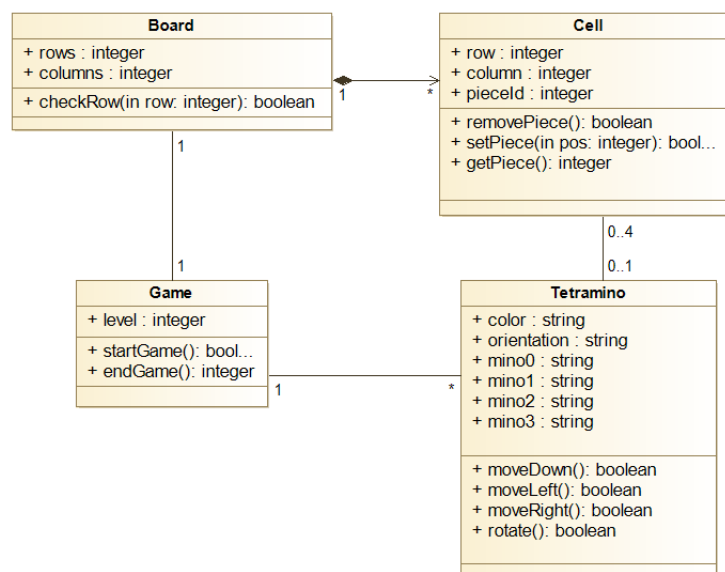 Board
+ rows : integer
+ columns : integer
+ checkRow(in row: integer): boolean
1
*
Cell
+ row : integer
+ column : integer
+ pieceId : integer
+ removePiece(): boolean
+ setPiece(in pos: integer): bool...
+ getPiece(): integer
1
1
0..4
0..1
Game
+ level : integer
+ startGame(): bool...
+ endGame(): integer
1
*
Tetramino
+ color : string
+ orientation : string
+ mino0 : string
+ mino1 : string
+ mino2 : string
+ mino3 : string
+ moveDown(): boolean
+ moveLeft(): boolean
+ moveRight(): boolean
+ rotate(): boolean